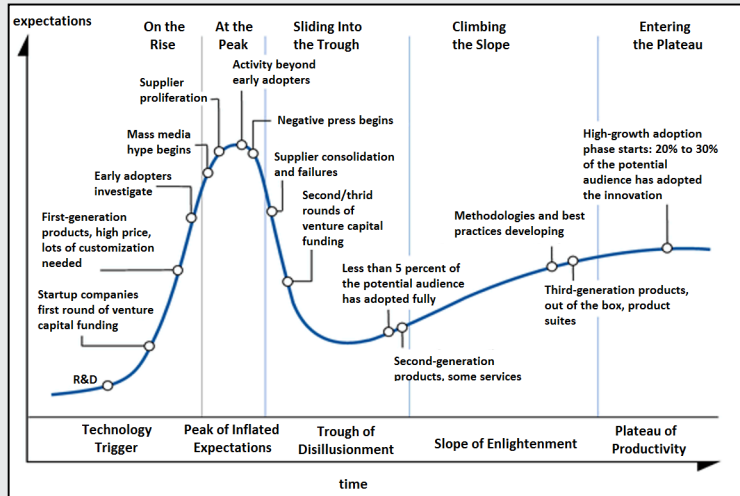 expectations
On the
Rise
At the
Peak
Sliding Into
the Trough
Climbing
the Slope
Entering
the Plateau
Activity beyond
early adopters
Supplier
proliferation
Negative press begins
Mass media
hype begins
High-growth adoption
phase starts: 20% to 30%
of the potential
audience has adopted
the innovation
Supplier consolidation
and failures
Early adopters
investigate
Second/thrid
rounds of
venture capital
funding
First-generation
products, high price,
lots of customization
needed
Methodologies and best
practices developing
Less than 5 percent of
the potential audience
has adopted fully
Startup companies
first round of venture
capital funding
Third-generation products,
out of the box, product
suites
Second-generation
products, some services
R&D
Technology
Trigger
Peak of Inflated
Expectations
Trough of
Disillusionment
Slope of Enlightenment
Plateau of
Productivity
time